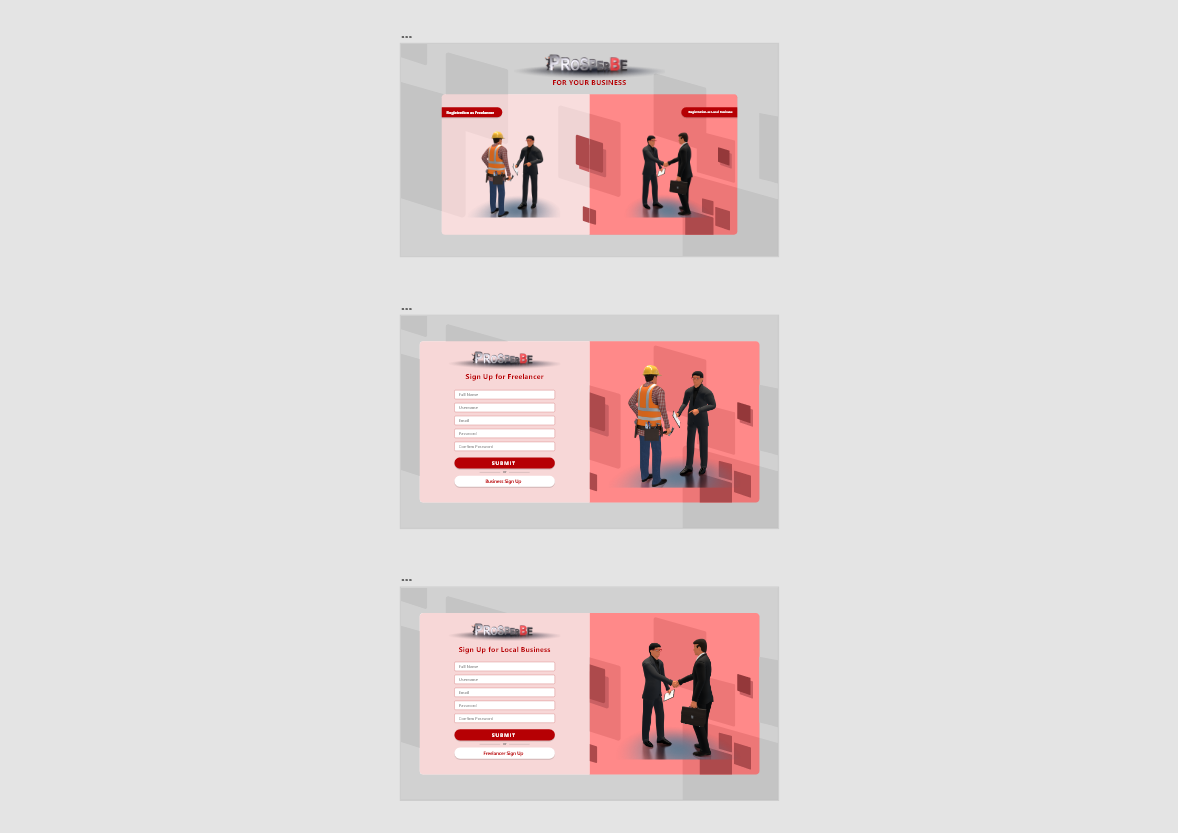 PROSPERBE
FOR YOUR BUSINESS
Registration as Freelancer
Registration as Local Business
PROSPERBE
Sign Up for Freelancer
Full Name
Username
Email
Password
Confirm Password
SUBMIT
Business Sign Up
PROSPERBE
Sign Up for Local Business
Full Name
Username
Email
Password
Confirm Password
SUBMIT
Freelancer Sign Up